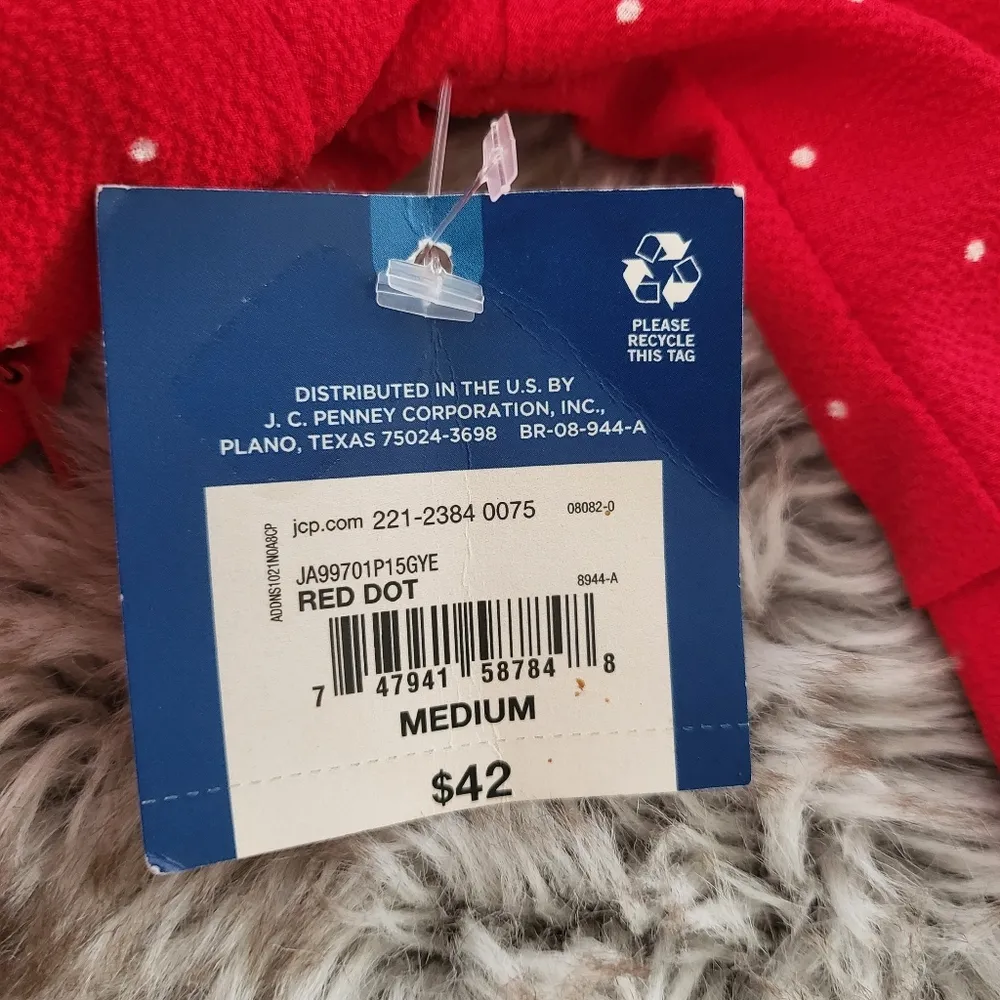 PLEASE
RECYCLE
THIS TAG
DISTRIBUTED IN THE U.S. BY
J. C. PENNEY CORPORATION, INC.,
PLANO, TEXAS 75024-3698 BR-08-944-A
jcp.com 221-2384 0075 08082-0
ADDNS1021N0A8CP
JA99701P15GYE
8944-A
RED DOT
7 47941 58784 8
MEDIUM
$42